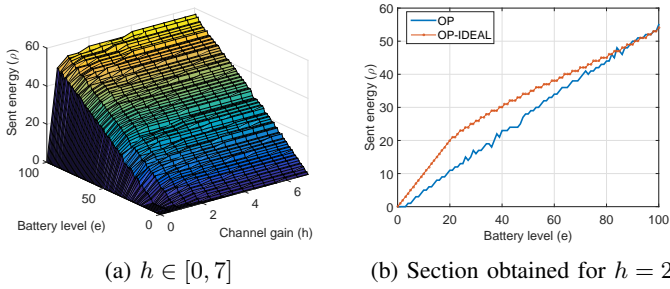 60
40
20
0
100
50
0
0
2
4
6
Sent energy (ρ)
Battery level (e)
Channel gain (h)
(a) h ∈ [0, 7]
60
50
40
30
20
10
0
0
20
40
60
80
100
Sent energy (ρ)
Battery level (e)
OP
OP-IDEAL
(b) Section obtained for h = 2